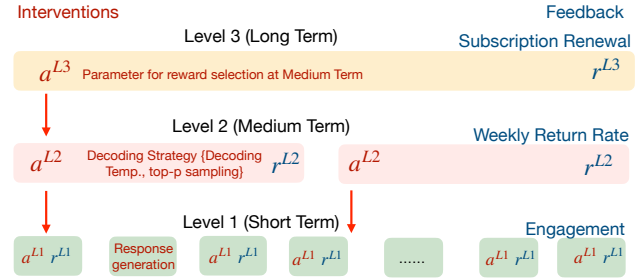 Interventions Feedback
Level 3 (Long Term)
Subscription Renewal
a^{L3} Parameter for reward selection at Medium Term r^{L3}
Level 2 (Medium Term)
Weekly Return Rate
a^{L2} Decoding Strategy {Decoding
Temp., top-p sampling} r^{L2} a^{L2} r^{L2}
Level 1 (Short Term)
Engagement
a^{L1} r^{L1} Response
generation a^{L1} r^{L1} a^{L1} r^{L1} ...... a^{L1} r^{L1} a^{L1} r^{L1}